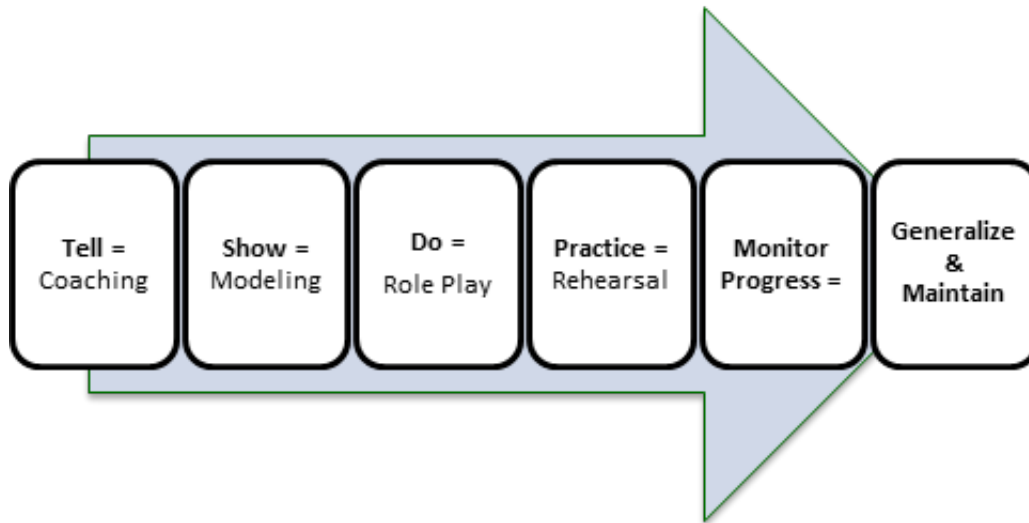 Tell =
Coaching
Show =
Modeling
Do =
Role Play
Practice =
Rehearsal
Monitor
Progress =
Generalize
&
Maintain